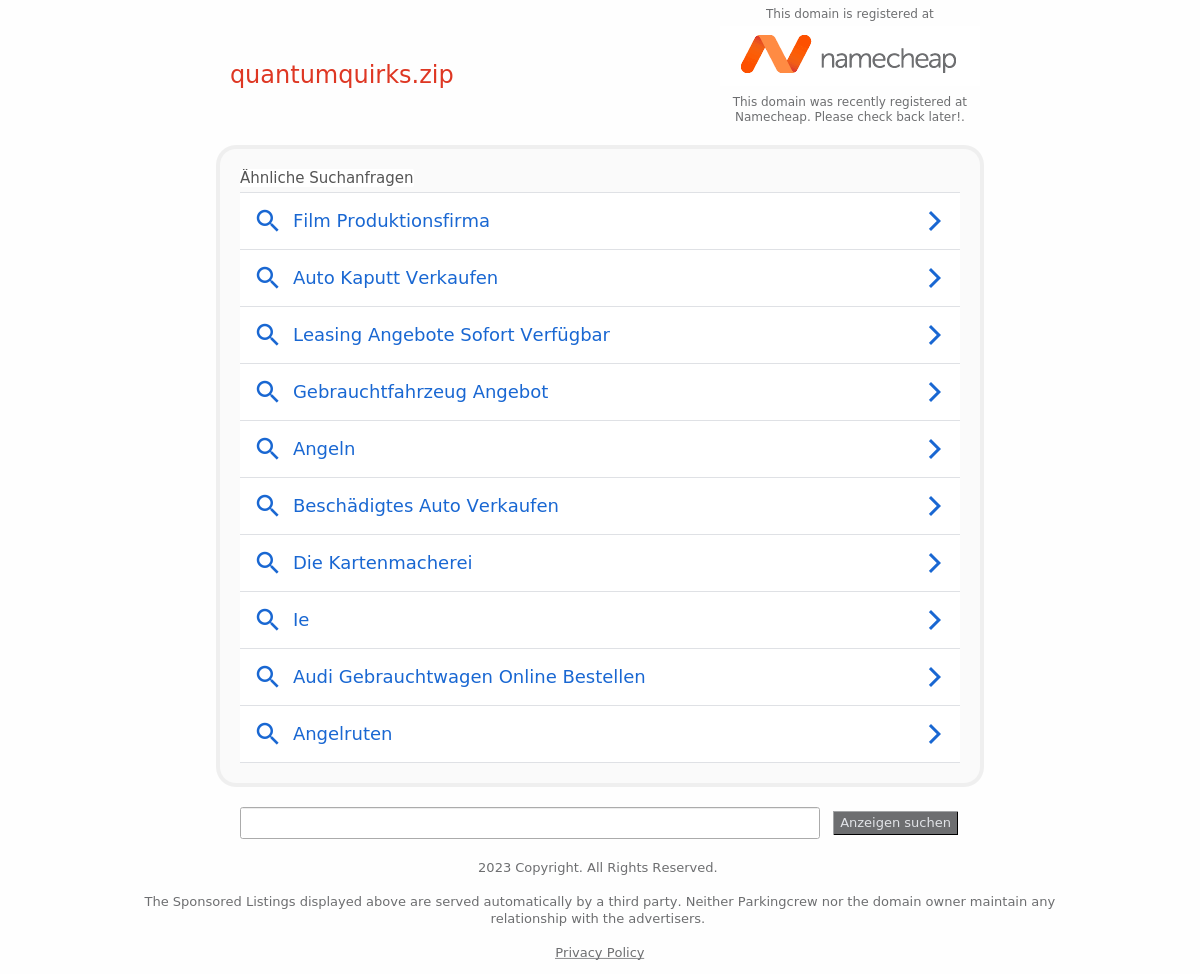 This domain is registered at
namecheap
quantumquirks.zip
This domain was recently registered at
Namecheap. Please check back later!.
Ähnliche Suchanfragen
Film Produktionsfirma
Auto Kaputt Verkaufen
Leasing Angebote Sofort Verfügbar
Gebrauchtfahrzeug Angebot
Angeln
Beschädigtes Auto Verkaufen
Die Kartenmacherei
Ie
Audi Gebrauchtwagen Online Bestellen
Angelruten
Anzeigen suchen
2023 Copyright. All Rights Reserved.
The Sponsored Listings displayed above are served automatically by a third party. Neither Parkingcrew nor the domain owner maintain any
relationship with the advertisers.
Privacy Policy